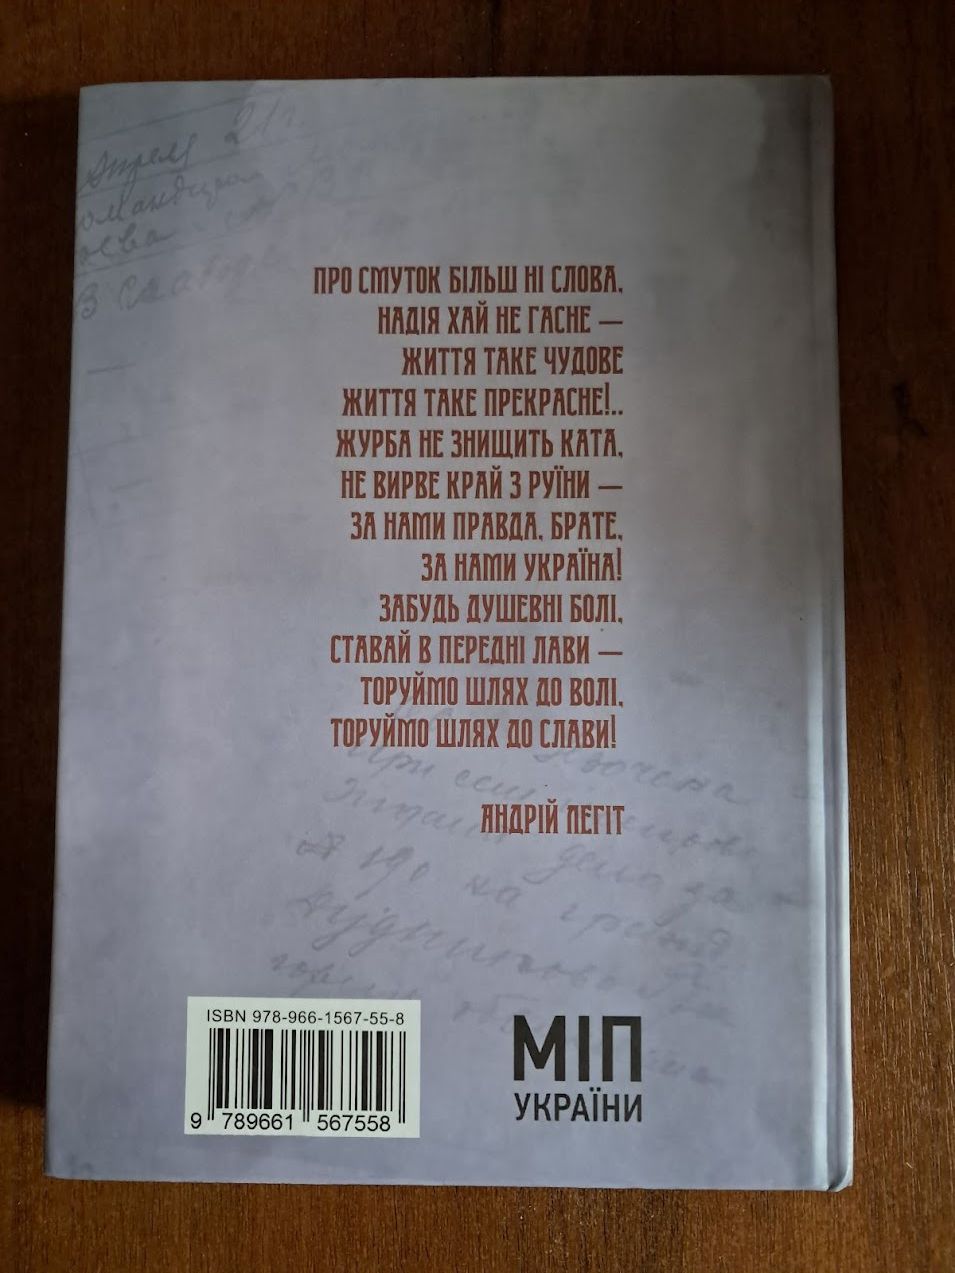 Апреля 21 г.
ПРО СМУТОК БІЛЬШ НІ СЛОВА,
НАДІЯ ХАЙ НЕ ГАСНЕ —
ЖИТТЯ ТАКЕ ЧУДОВЕ
ЖИТТЯ ТАКЕ ПРЕКРАСНЕ!..
ЖУРБА НЕ ЗНИЩИТЬ КАТА,
НЕ ВИРВЕ КРАЙ З РУЇНИ —
ЗА НАМИ ПРАВДА, БРАТЕ,
ЗА НАМИ УКРАЇНА!
ЗАБУДЬ ДУШЕВНІ БОЛІ,
СТАВАЙ В ПЕРЕДНІ ЛАВИ —
ТОРУЙМО ШЛЯХ ДО ВОЛІ,
ТОРУЙМО ШЛЯХ ДО СЛАВИ!
АНДРІЙ ЛЕГІТ
ISBN 978-966-1567-55-8
9 789661 567558
МІП
УКРАЇНИ